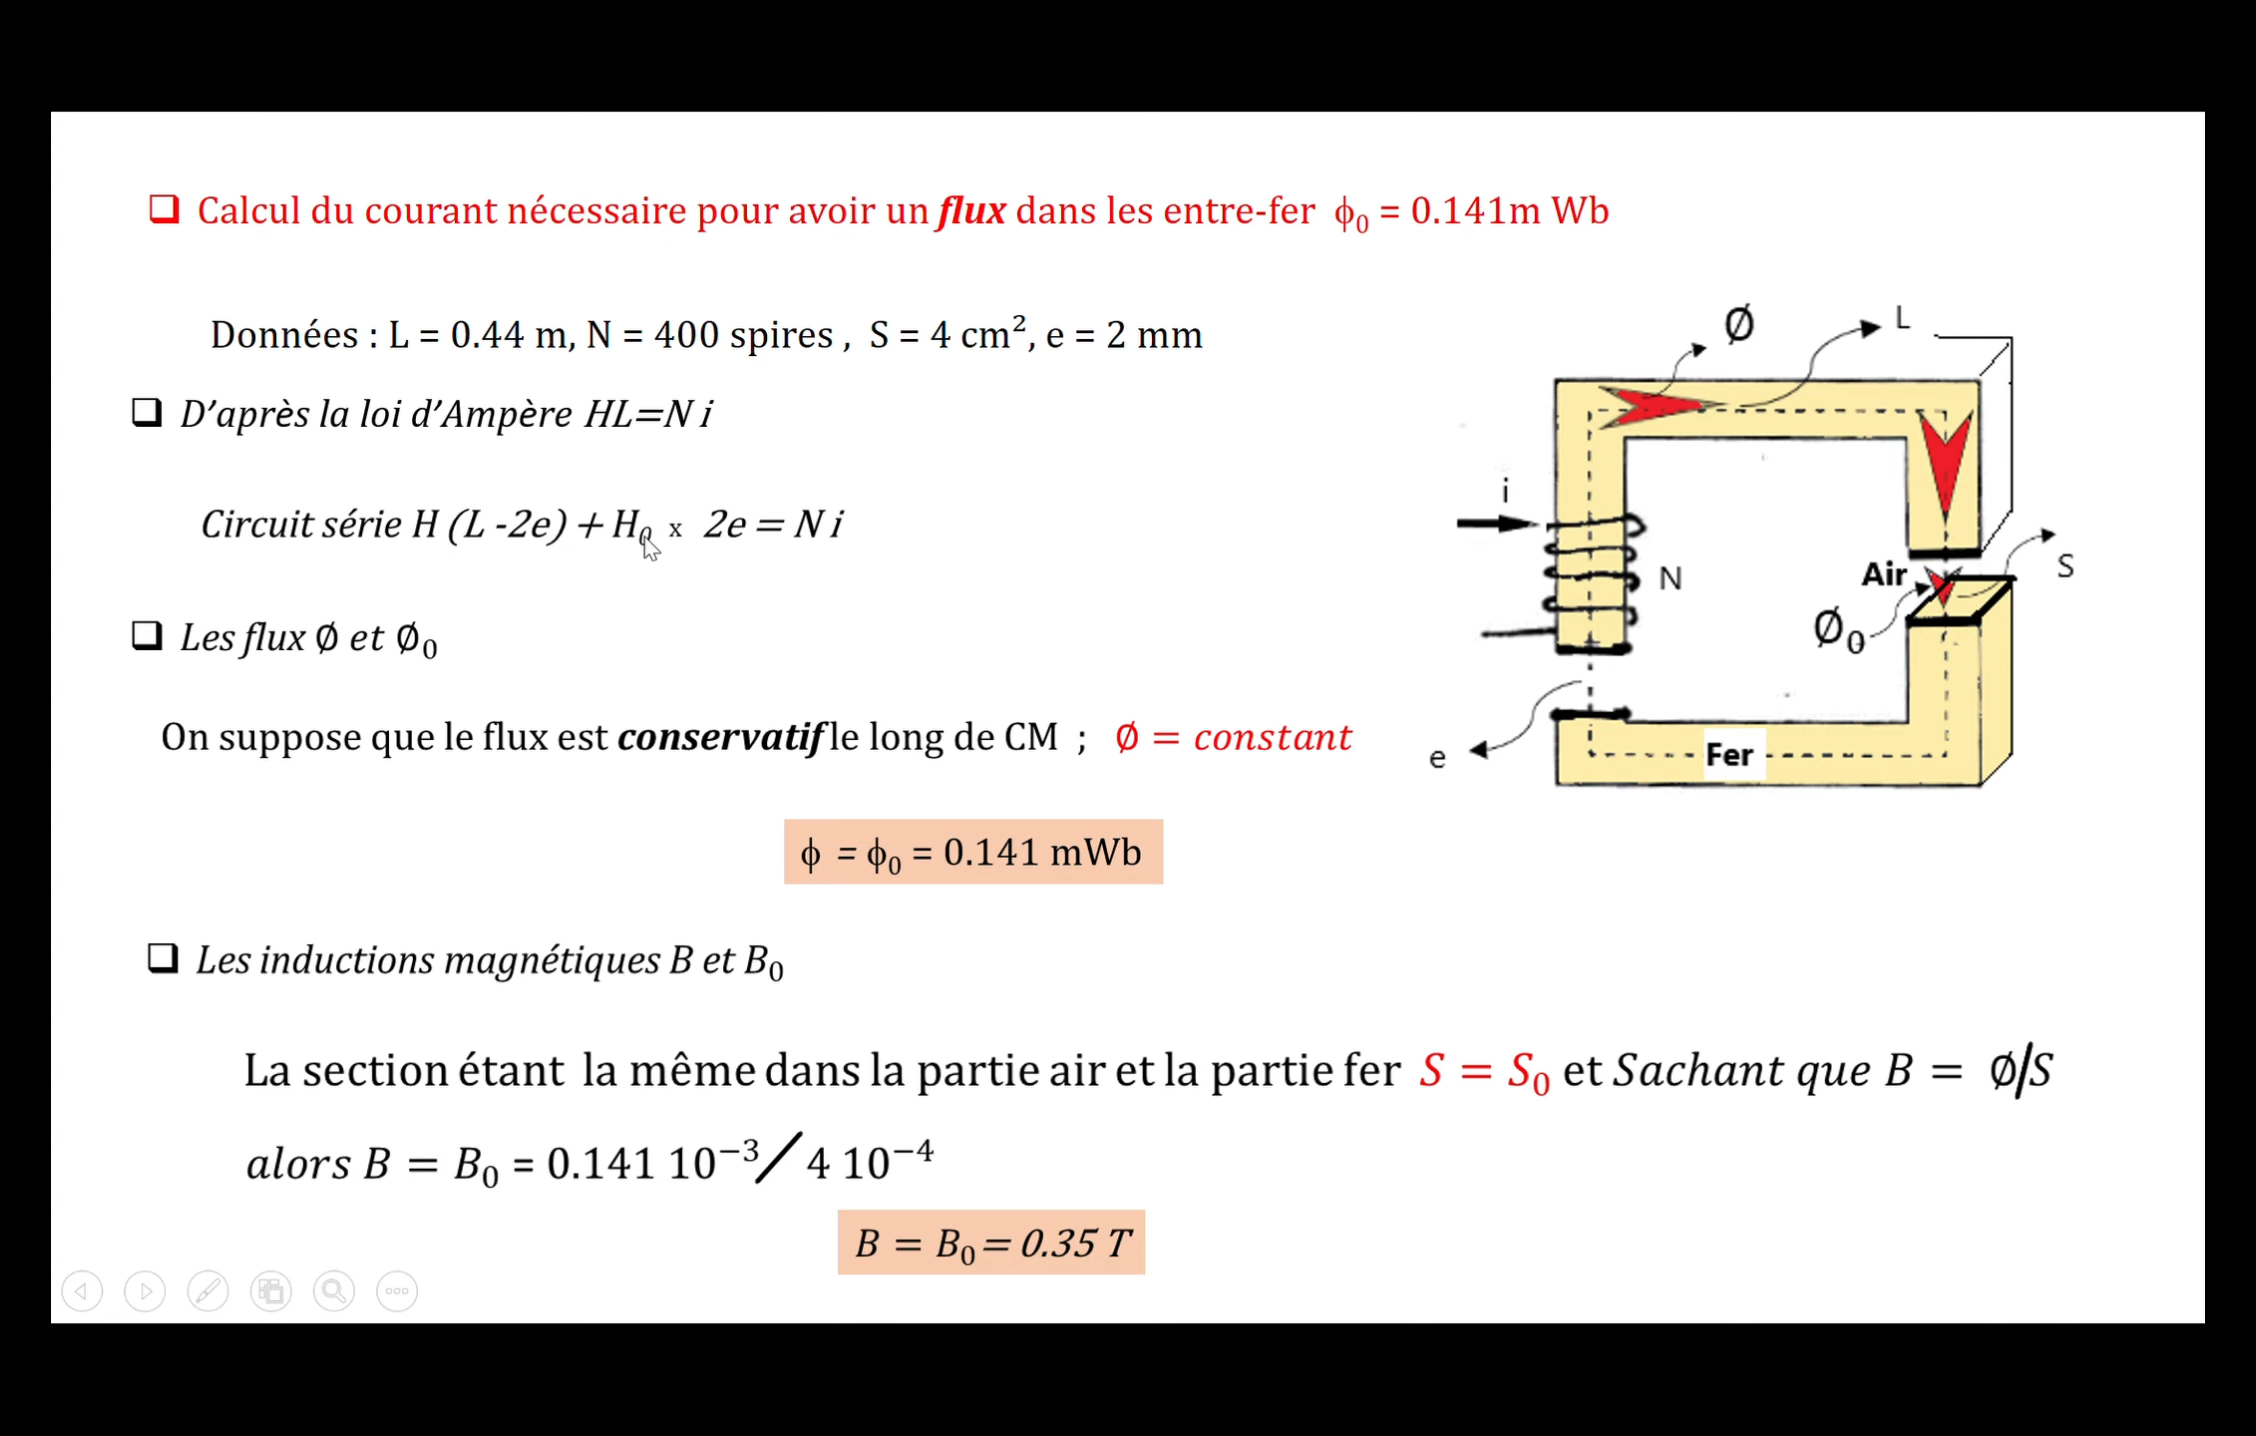 ❑ Calcul du courant nécessaire pour avoir un flux dans les entre-fer ϕ₀ = 0.141m Wb
Données : L = 0.44 m, N = 400 spires , S = 4 cm², e = 2 mm
❑ D’après la loi d’Ampère HL=N i
Circuit série H (L -2e) + H₀ x 2e = N i
❑ Les flux ∅ et ∅₀
On suppose que le flux est conservatif le long de CM ; ∅ = constant
ϕ = ϕ₀ = 0.141 mWb
❑ Les inductions magnétiques B et B₀
La section étant la même dans la partie air et la partie fer S = S₀ et Sachant que B = ∅/S
alors B = B₀ = 0.141 10⁻³/4 10⁻⁴
B = B₀ = 0.35 T
∅
L
i
N
Air
S
∅₀
e
Fer